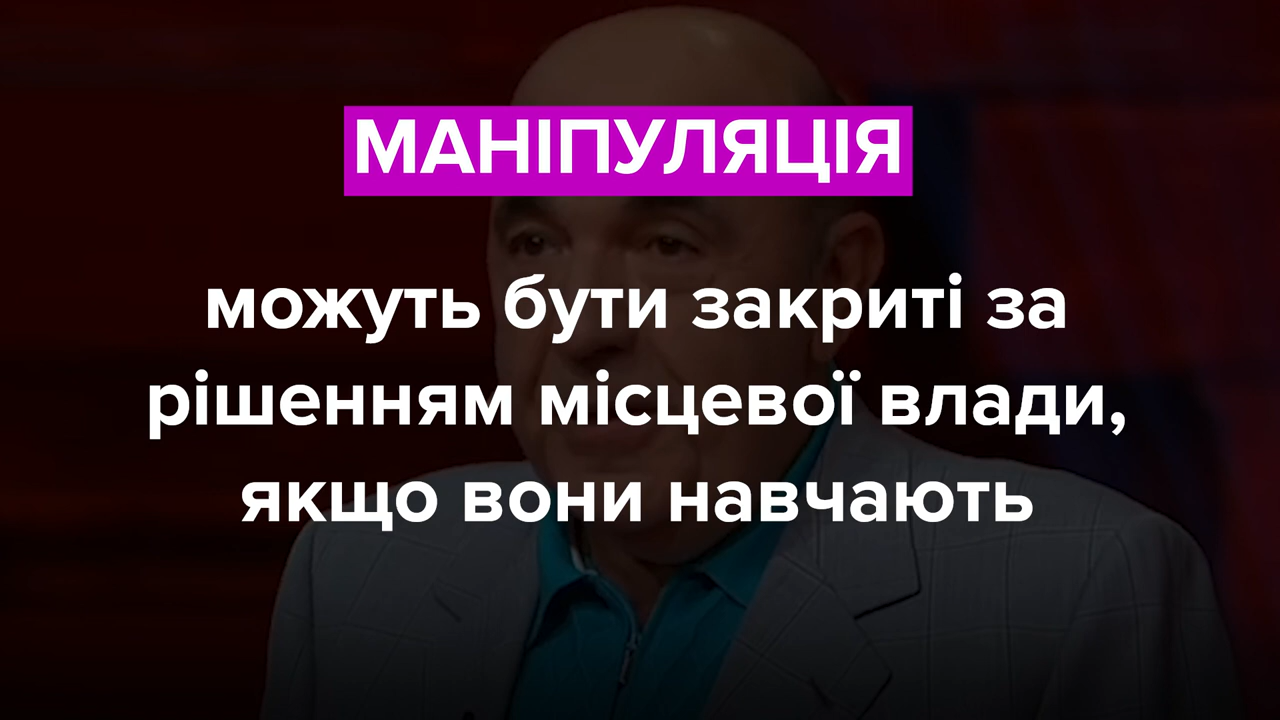 МАНІПУЛЯЦІЯ
можуть бути закриті за
рішенням місцевої влади,
якщо вони навчають